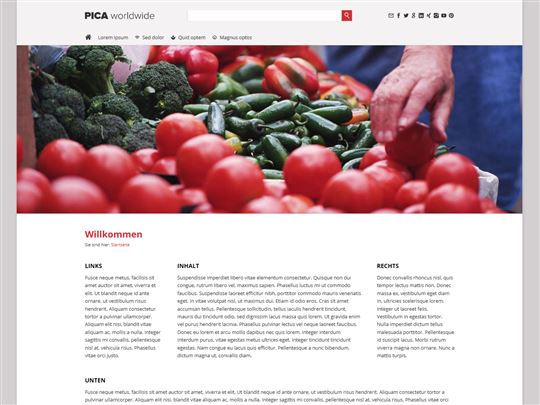 PICA worldwide
Lorem Ipsum Sed dolor Quid optem Magnus optos
Willkommen
Sie sind hier: Startseite
LINKS
Fusce neque metus, facilisis sit
amet auctor sit amet, viverra et
elit. Ut blandit neque id ante
ornare, ut vestibulum risus
hendrerit. Aliquam scelerisque
tortor a pulvinar ullamcorper.
Aliquam elit nisi, blandit vitae
aliquam ac, mollis a nulla. Integer
sagittis mi convallis, pellentesque
nisl at, vehicula risus. Phasellus
vitae orci justo.
INHALT
Suspendisse imperdiet libero vitae elementum consectetur. Quisque non dui
congue, rutrum libero vel, maximus sapien. Phasellus luctus mi ut commodo
facilisis. Suspendisse laoreet efficitur nibh, porttitor commodo mauris venenatis
eget. In vitae volutpat nisl, ut maximus dui. Etiam id odio eros. Cras sit amet
accumsan tellus. Pellentesque sollicitudin, tellus iaculis hendrerit tincidunt,
mauris dui tincidunt odio, sed dignissim lacus massa quis lorem. Ut gravida enim
vel purus hendrerit lacinia. Phasellus pulvinar lectus vel neque laoreet faucibus.
Donec eu lorem et arcu mollis dapibus nec quis lorem. Integer interdum
interdum purus, vitae egestas metus ultrices eget. Integer tincidunt tincidunt
egestas. Nam congue eu lacus quis efficitur. Pellentesque a nunc bibendum,
dictum magna ut, convallis diam.
RECHTS
Donec convallis rhoncus nisl, quis
tempor lectus mattis non. Donec
massa ex, vestibulum eget diam
in, ultricies scelerisque lorem.
Integer ut laoreet felis.
Vestibulum in egestas tortor.
Nulla imperdiet dictum tellus
malesuada porttitor. Pellentesque
id suscipit lacus. Morbi rutrum
viverra magna non ornare. Nunc a
mattis turpis.
UNTEN
Fusce neque metus, facilisis sit amet auctor sit amet, viverra et elit. Ut blandit neque id ante ornare, ut vestibulum risus hendrerit. Aliquam scelerisque tortor a pulvinar
ullamcorper. Aliquam elit nisi, blandit vitae aliquam ac, mollis a nulla. Integer sagittis mi convallis, pellentesque nisl at, vehicula risus. Phasellus vitae orci justo.